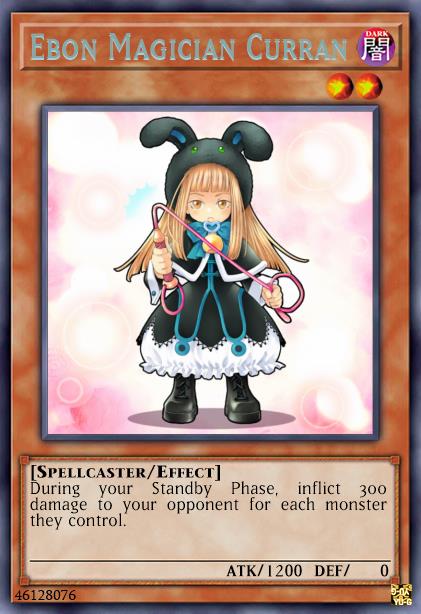 Ebon Magician Curran
DARK
闇
[Spellcaster/Effect]
During your Standby Phase, inflict 300
damage to your opponent for each monster
they control.
ATK/1200 DEF/ 0
46128076